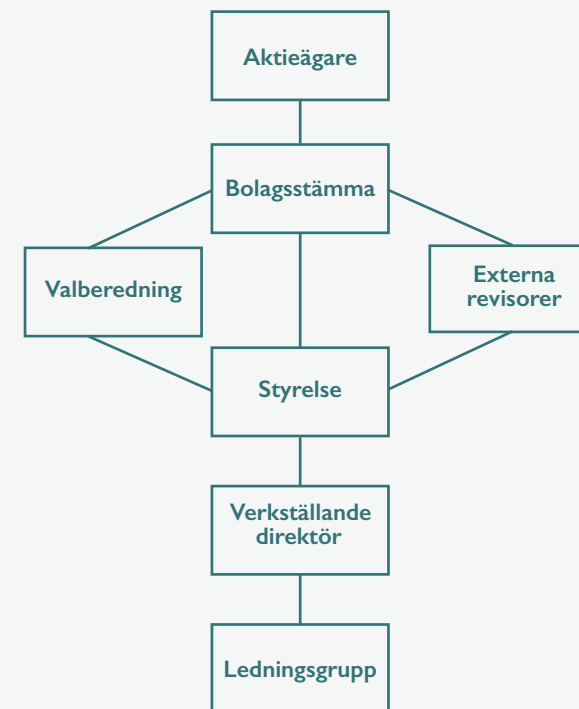 Aktieägare
Bolagsstämma
Valberedning
Externa
revisorer
Styrelse
Verkställande
direktör
Ledningsgrupp